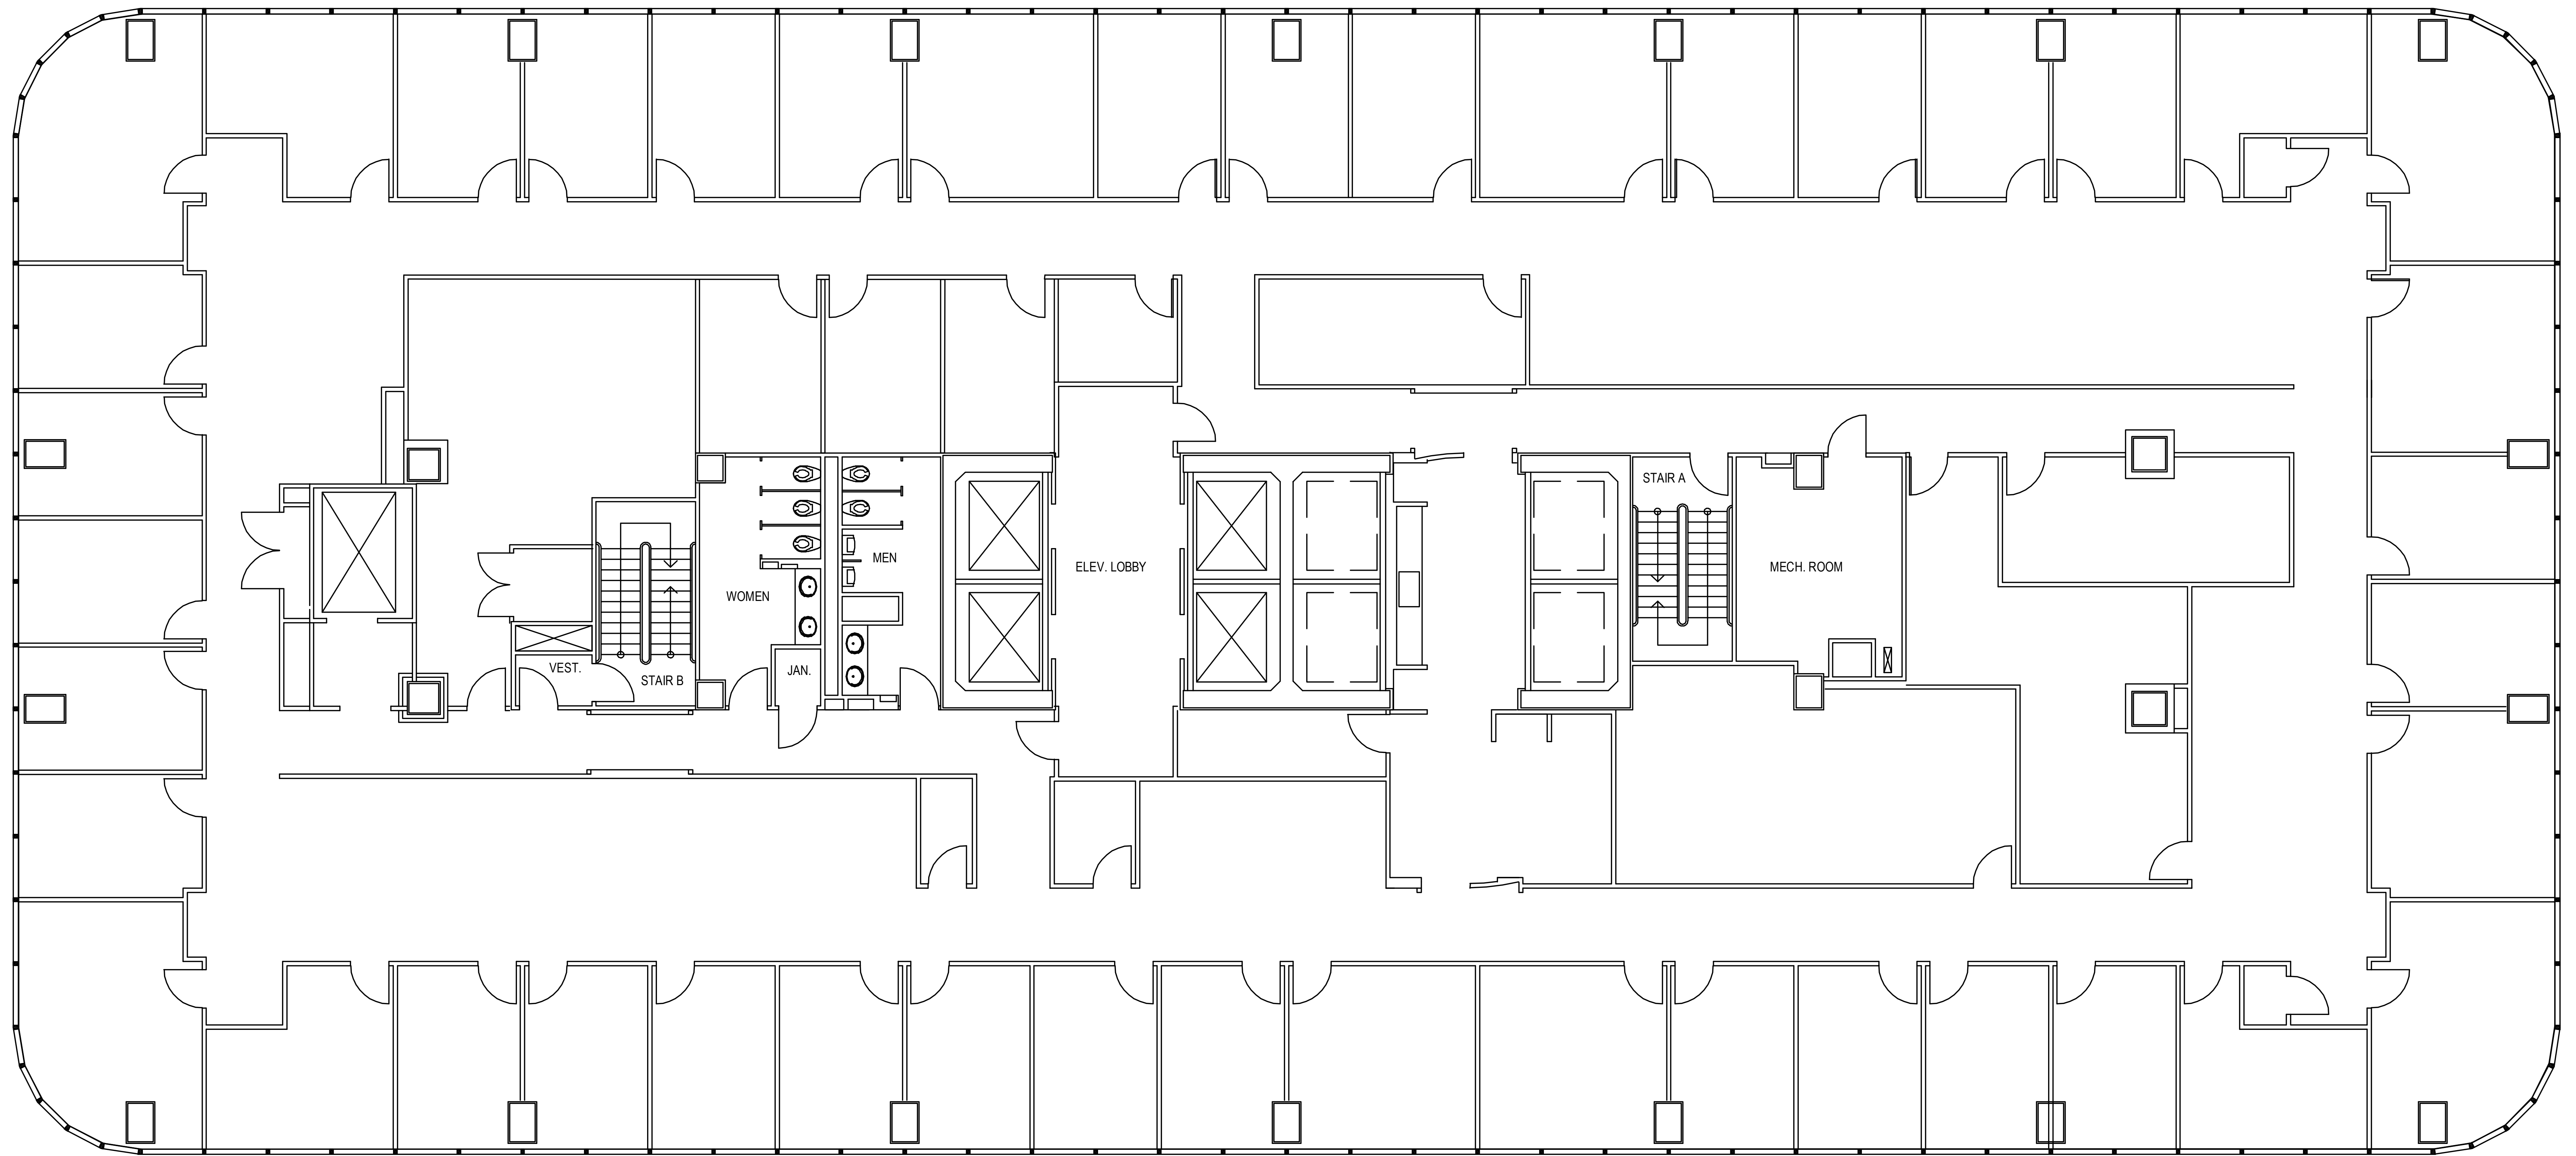 STAIR A
MEN
ELEV. LOBBY
MECH. ROOM
WOMEN
VEST.
JAN.
STAIR B